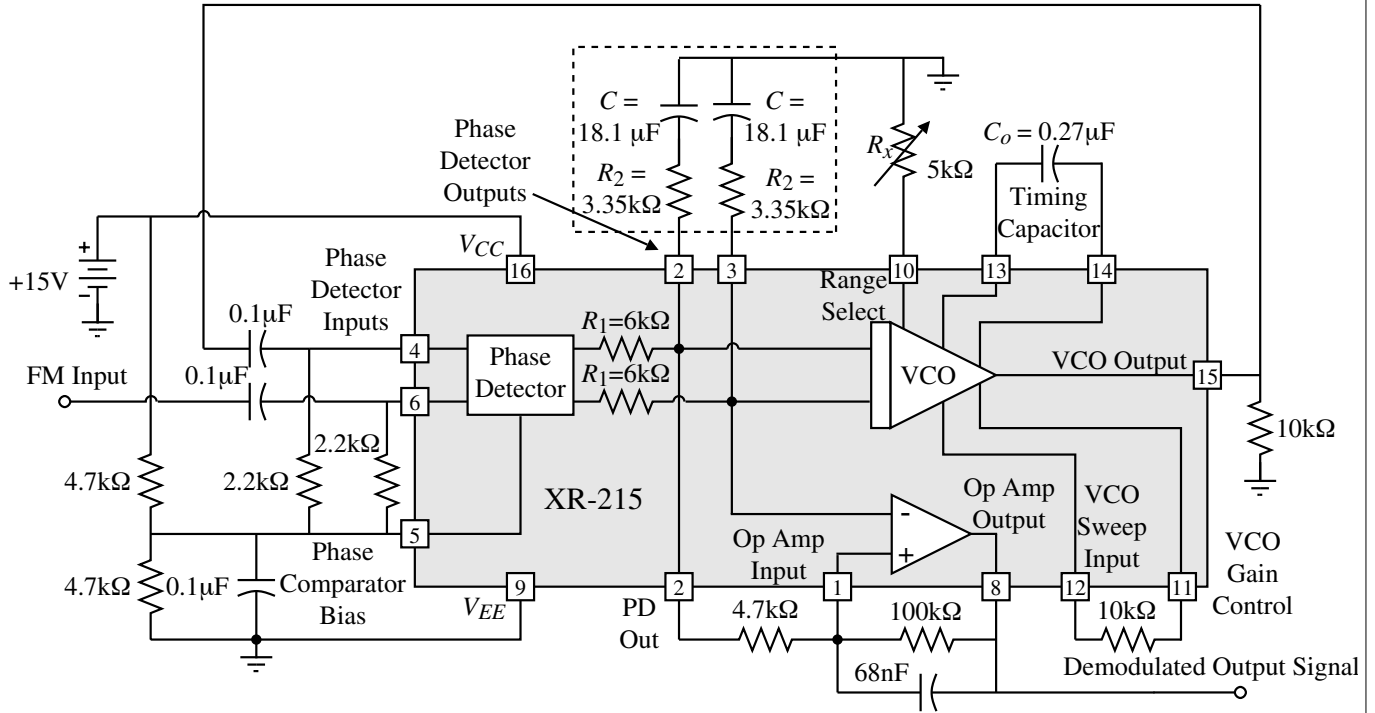 C =
18.1 μF
C =
18.1 μF
R2 =
3.35kΩ
R2 =
3.35kΩ
Rx
5kΩ
Co = 0.27μF
Timing
Capacitor
Phase
Detector
Outputs
+15V
+
-
VCC
16
2
3
10
13
14
Phase
Detector
Inputs
Range
Select
0.1μF
R1=6kΩ
4
Phase
Detector
VCO
VCO Output
15
FM Input
0.1μF
R1=6kΩ
6
10kΩ
4.7kΩ
2.2kΩ
2.2kΩ
XR-215
-
+
Op Amp
Output
VCO
Sweep
Input
5
Phase
Comparator
Bias
Op Amp
Input
VCO
Gain
Control
4.7kΩ
0.1μF
VEE
9
PD
Out
2
1
8
12
11
4.7kΩ
100kΩ
10kΩ
68nF
Demodulated Output Signal